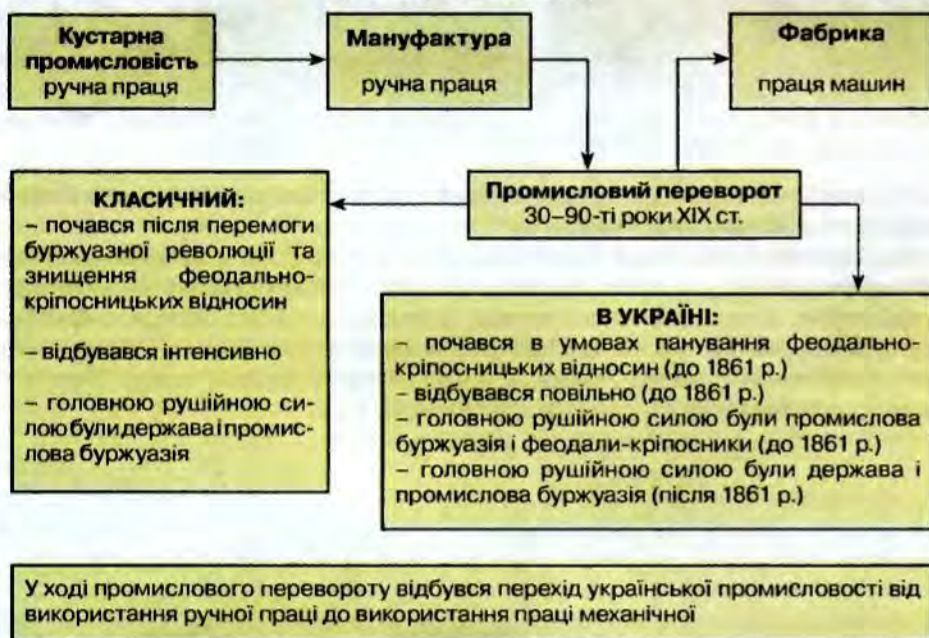 Кустарна
промисловість
ручна праця
Мануфактура
ручна праця
Фабрика
праця машин
Промисловий переворот
30–90-ті роки XIX ст.
КЛАСИЧНИЙ:
– почався після перемоги
буржуазної революції та
знищення феодально-
кріпосницьких відносин
– відбувався інтенсивно
– головною рушійною си-
лою були держава і промис-
лова буржуазія
В УКРАЇНІ:
– почався в умовах панування феодально-
кріпосницьких відносин (до 1861 р.)
– відбувався повільно (до 1861 р.)
– головною рушійною силою були промислова
буржуазія і феодали-кріпосники (до 1861 р.)
– головною рушійною силою були держава і
промислова буржуазія (після 1861 р.)
У ході промислового перевороту відбувся перехід української промисловості від
використання ручної праці до використання праці механічної